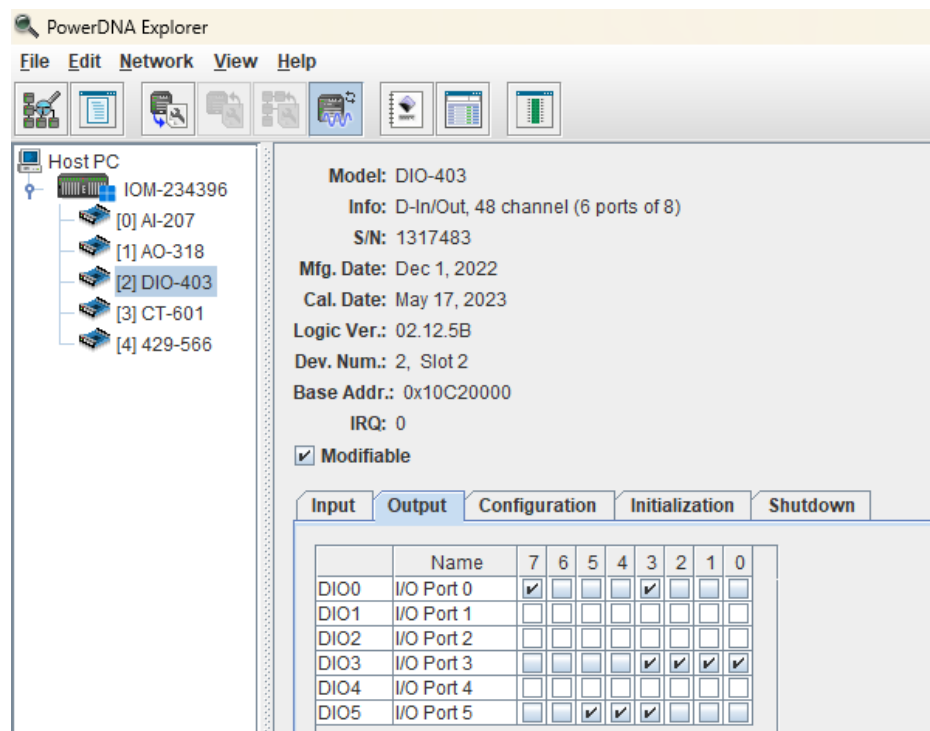 PowerDNA Explorer
File Edit Network View Help
Host PC
IOM-234396
[0] AI-207
[1] AO-318
[2] DIO-403
[3] CT-601
[4] 429-566
Model: DIO-403
Info: D-In/Out, 48 channel (6 ports of 8)
S/N: 1317483
Mfg. Date: Dec 1, 2022
Cal. Date: May 17, 2023
Logic Ver.: 02.12.5B
Dev. Num.: 2, Slot 2
Base Addr.: 0x10C20000
IRQ: 0
Modifiable
Input Output Configuration Initialization Shutdown
Name 7 6 5 4 3 2 1 0
DIO0 I/O Port 0
DIO1 I/O Port 1
DIO2 I/O Port 2
DIO3 I/O Port 3
DIO4 I/O Port 4
DIO5 I/O Port 5